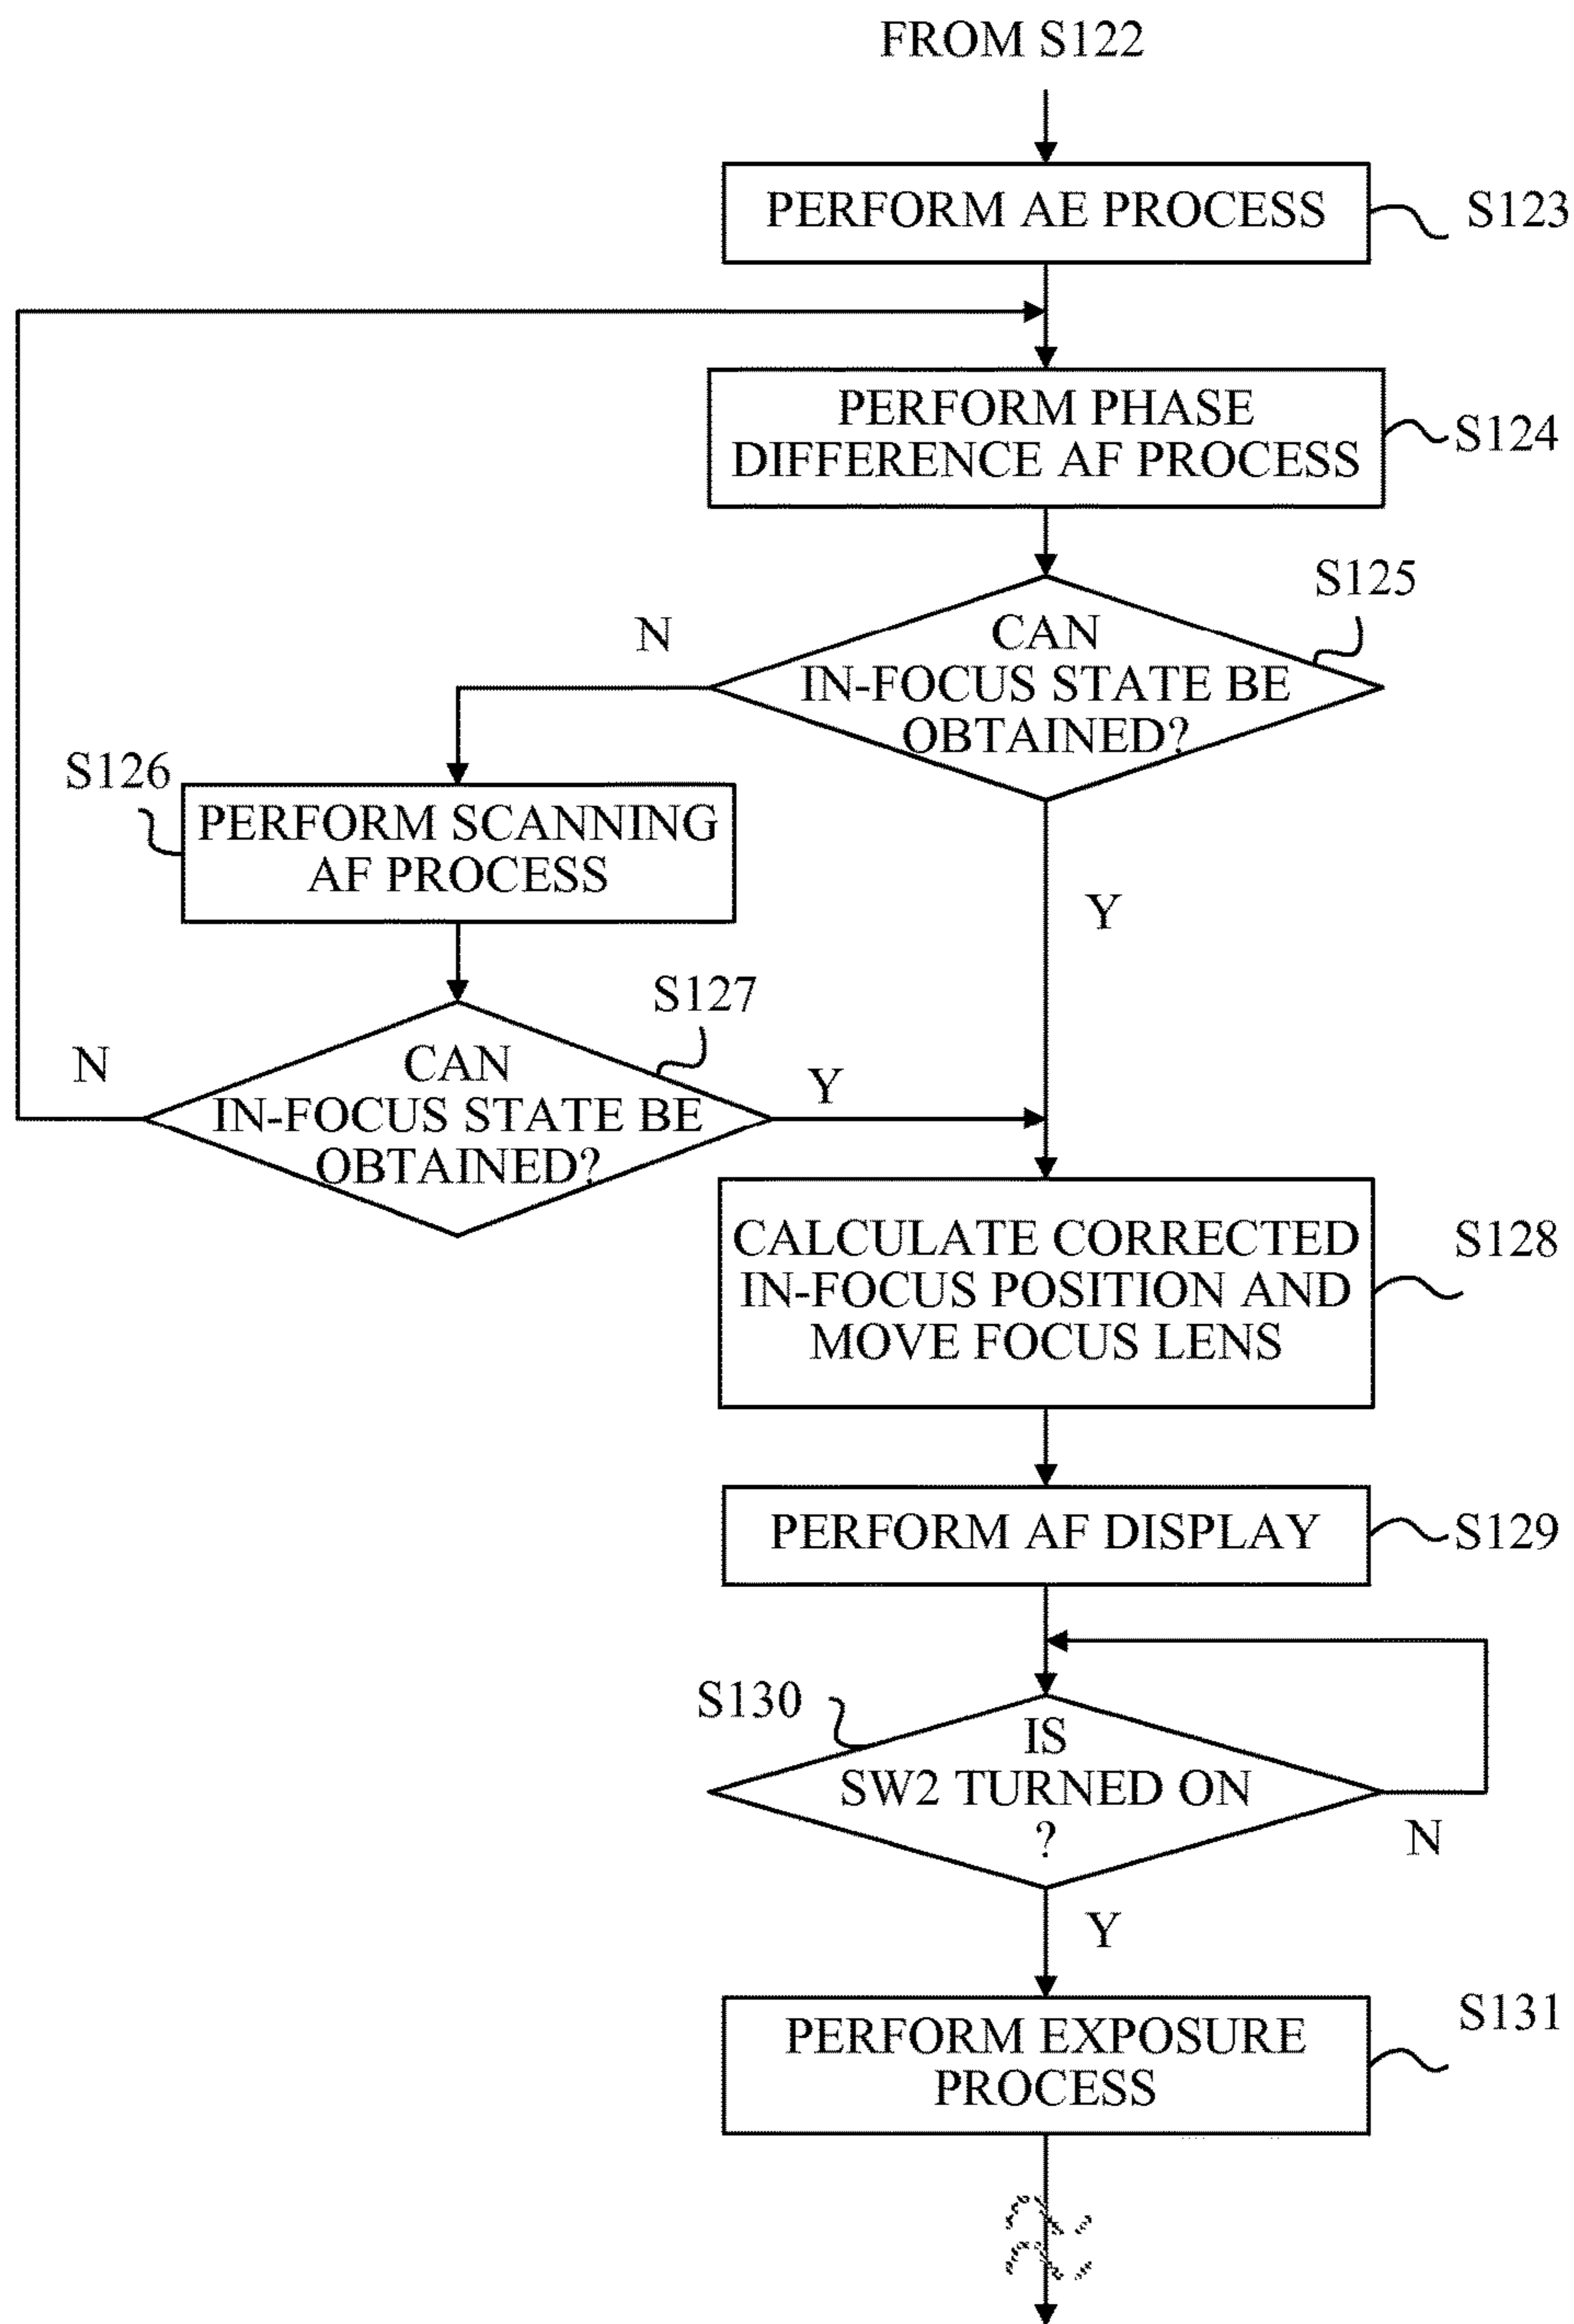 FROM S122
PERFORM AE PROCESS
S123
PERFORM PHASE
DIFFERENCE AF PROCESS
S124
S125
N
CAN
IN-FOCUS STATE BE
OBTAINED?
S126
PERFORM SCANNING
AF PROCESS
Y
S127
N
CAN
IN-FOCUS STATE BE
OBTAINED?
Y
CALCULATE CORRECTED
IN-FOCUS POSITION AND
MOVE FOCUS LENS
S128
PERFORM AF DISPLAY
S129
S130
IS
SW2 TURNED ON
?
N
Y
PERFORM EXPOSURE
PROCESS
S131